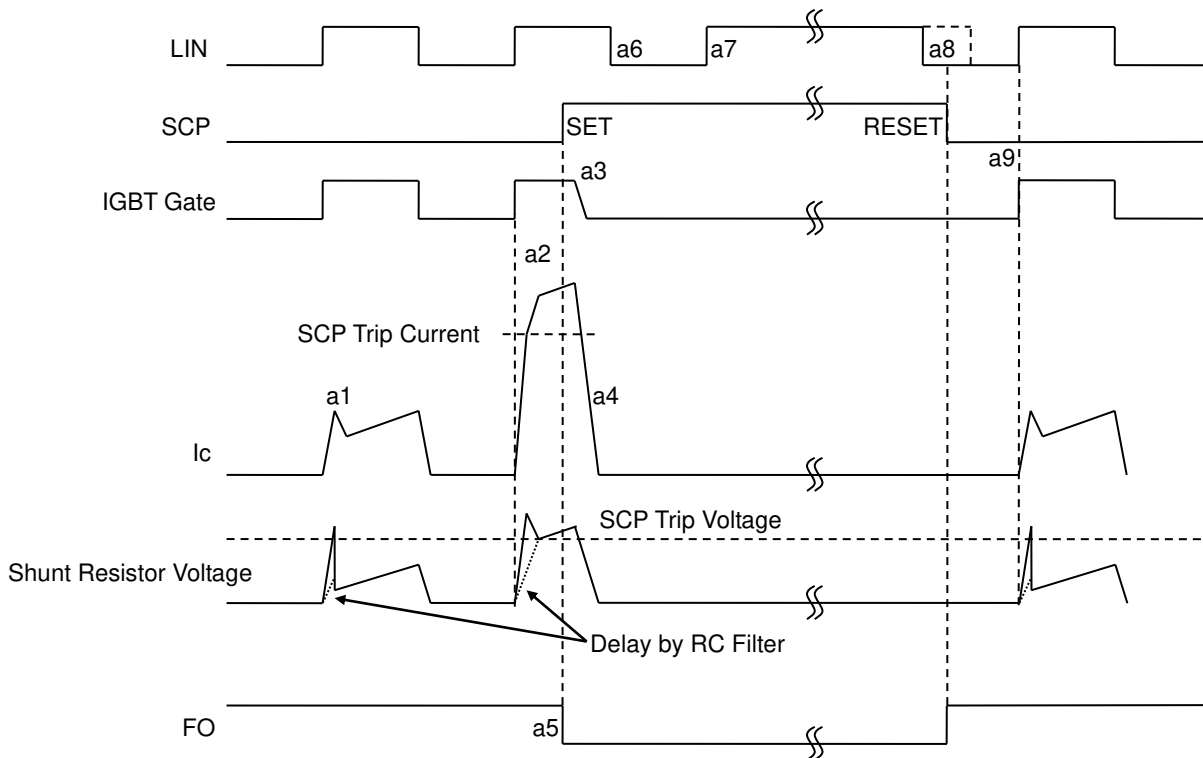 LIN
a6
a7
a8
SCP
SET
RESET
a9
a3
IGBT Gate
a2
SCP Trip Current
a1
a4
Ic
SCP Trip Voltage
Shunt Resistor Voltage
Delay by RC Filter
FO
a5